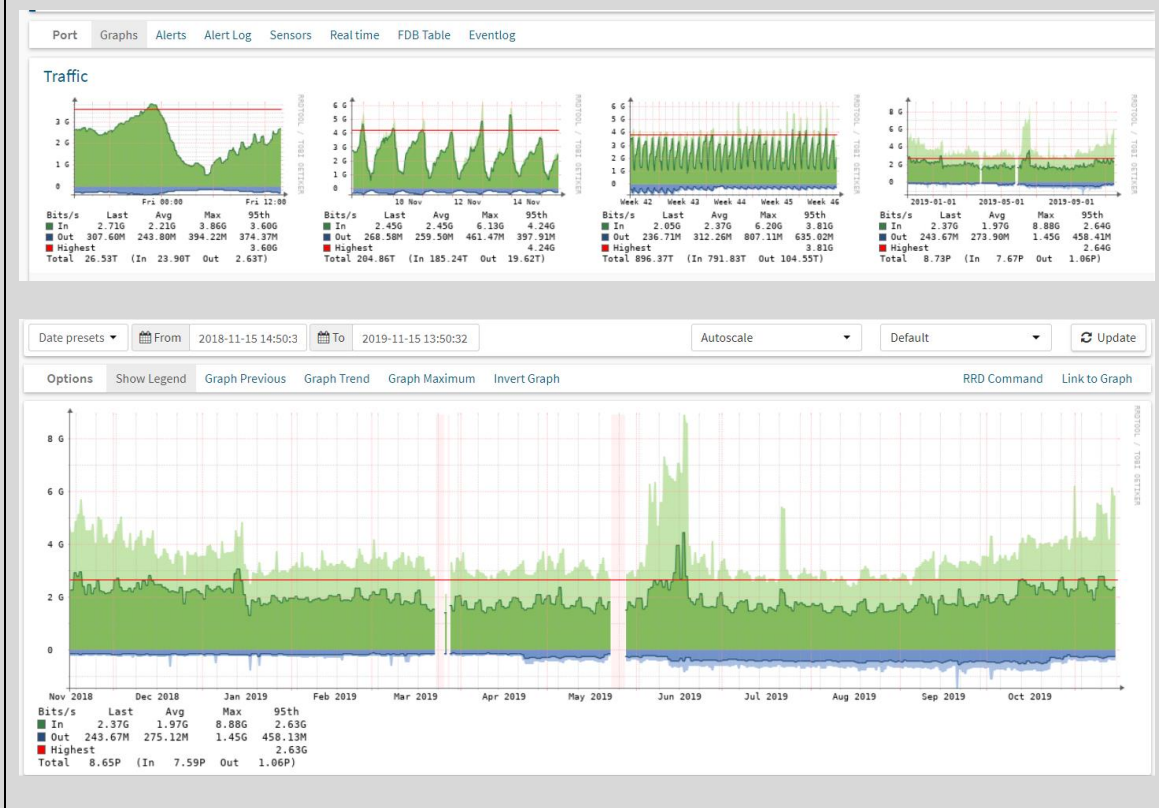 Port Graphs Alerts Alert Log Sensors Real time FDB Table Eventlog
Traffic
3 G
2 G
1 G
0
Fri 00:00 Fri 12:00
RRDTOOL / TOBI OETIKER
Bits/s Last Avg Max 95th
In 2.71G 2.21G 3.86G 3.60G
Out 307.60M 243.80M 394.22M 374.37M
Highest 3.60G
Total 26.53T (In 23.90T Out 2.63T)
6 G
5 G
4 G
3 G
2 G
1 G
0
10 Nov 12 Nov 14 Nov
RRDTOOL / TOBI OETIKER
Bits/s Last Avg Max 95th
In 2.45G 2.45G 6.13G 4.24G
Out 268.58M 259.50M 461.47M 397.91M
Highest 4.24G
Total 204.86T (In 185.24T Out 19.62T)
6 G
5 G
4 G
3 G
2 G
1 G
0
Week 42 Week 43 Week 44 Week 45 Week 46
RRDTOOL / TOBI OETIKER
Bits/s Last Avg Max 95th
In 2.05G 2.37G 6.20G 3.81G
Out 236.71M 312.26M 807.11M 635.02M
Highest 3.81G
Total 896.37T (In 791.83T Out 104.55T)
8 G
6 G
4 G
2 G
0
2019-01-01 2019-05-01 2019-09-01
RRDTOOL / TOBI OETIKER
Bits/s Last Avg Max 95th
In 2.37G 1.97G 8.88G 2.64G
Out 243.67M 273.90M 1.45G 458.41M
Highest 2.64G
Total 8.73P (In 7.67P Out 1.06P)
Date presets From 2018-11-15 14:50:3 To 2019-11-15 13:50:32 Autoscale Default Update
Options Show Legend Graph Previous Graph Trend Graph Maximum Invert Graph RRD Command Link to Graph
8 G
6 G
4 G
2 G
0
RRDTOOL / TOBI OETIKER
Nov 2018 Dec 2018 Jan 2019 Feb 2019 Mar 2019 Apr 2019 May 2019 Jun 2019 Jul 2019 Aug 2019 Sep 2019 Oct 2019
Bits/s Last Avg Max 95th
In 2.37G 1.97G 8.88G 2.63G
Out 243.67M 275.12M 1.45G 458.13M
Highest 2.63G
Total 8.65P (In 7.59P Out 1.06P)